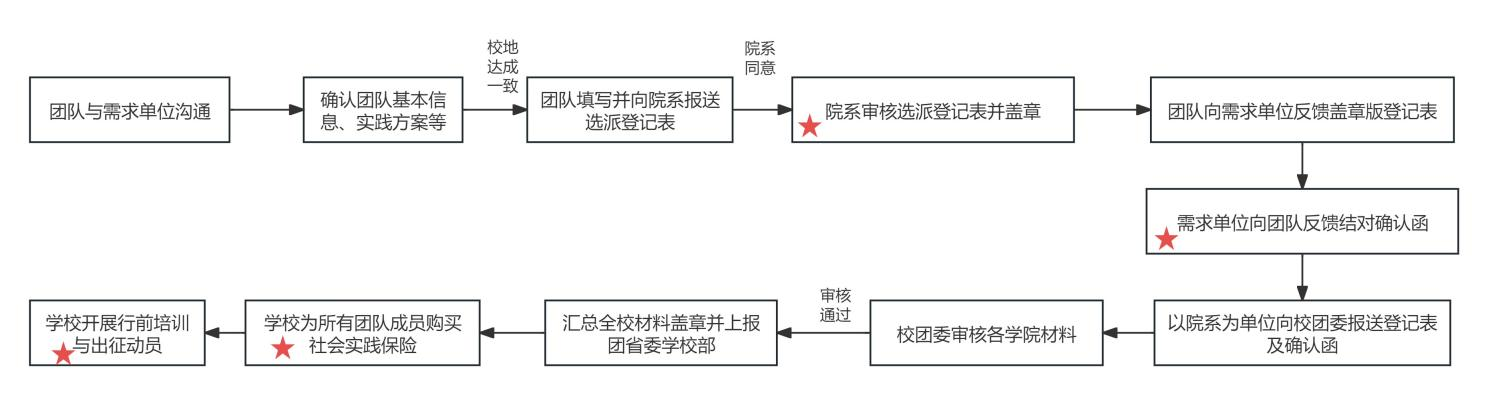 团队与需求单位沟通
确认团队基本信
息、实践方案等
校地
达成
一致
团队填写并向院系报送
选派登记表
院系
同意
院系审核选派登记表并盖章
团队向需求单位反馈盖章版登记表
需求单位向团队反馈结对确认函
以院系为单位向校团委报送登记表
及确认函
校团委审核各学院材料
审核
通过
汇总全校材料盖章并上报
团省委学校部
学校为所有团队成员购买
社会实践保险
学校开展行前培训
与出征动员